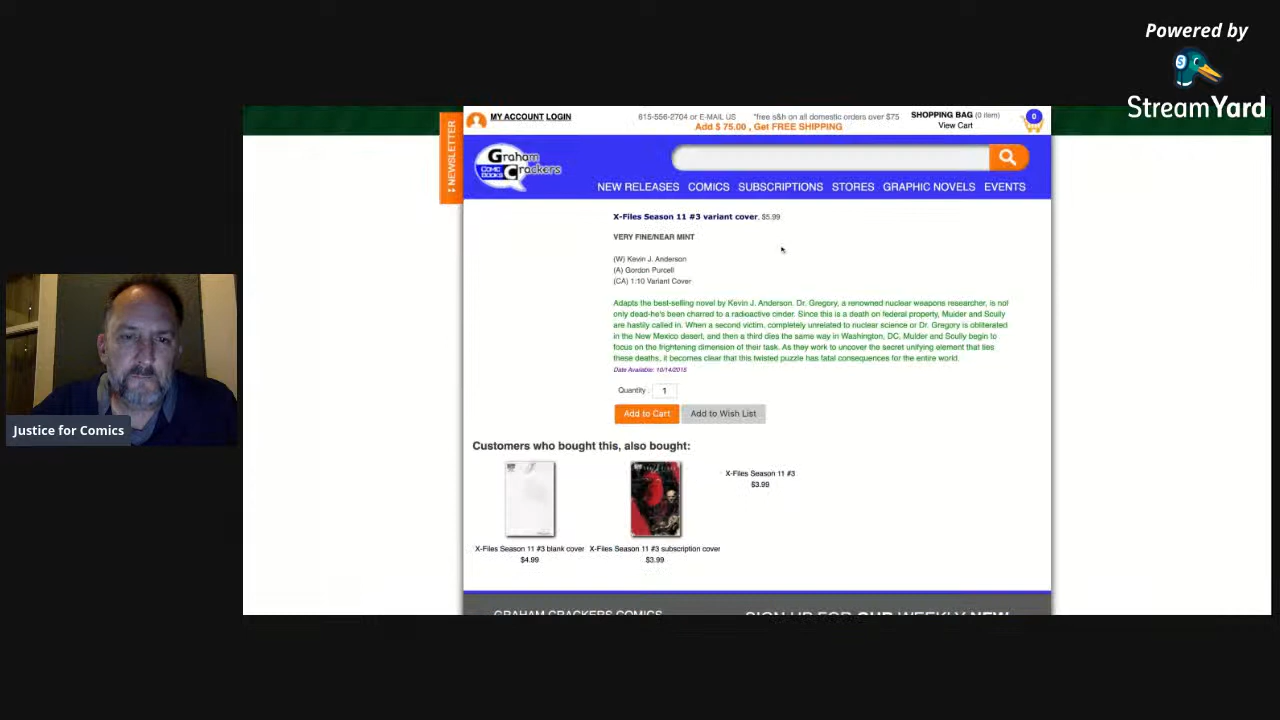 Powered by
StreamYard
NEWSLETTER
MY ACCOUNT LOGIN
615-556-2704 or E-MAIL US
*free s&h on all domestic orders over $75
Add $ 75.00 , Get FREE SHIPPING
SHOPPING BAG (0 item)
View Cart
0
Graham
COMIC BOOKS Crackers
NEW RELEASES COMICS SUBSCRIPTIONS STORES GRAPHIC NOVELS EVENTS
X-Files Season 11 #3 variant cover, $5.99
VERY FINE/NEAR MINT
(W) Kevin J. Anderson
(A) Gordon Purcell
(CA) 1:10 Variant Cover
Adapts the best-selling novel by Kevin J. Anderson. Dr. Gregory, a renowned nuclear weapons researcher, is not
only dead-he's been charred to a radioactive cinder. Since this is a death on federal property, Mulder and Scully
are hastily called in. When a second victim, completely unrelated to nuclear science or Dr. Gregory is obliterated
in the New Mexico desert, and then a third dies the same way in Washington, DC, Mulder and Scully begin to
focus on the frightening dimension of their task. As they work to uncover the secret unifying element that ties
these deaths, it becomes clear that this twisted puzzle has fatal consequences for the entire world.
Date Available: 10/14/2015
Quantity : 1
Add to Cart
Add to Wish List
Justice for Comics
Customers who bought this, also bought:
X-Files Season 11 #3
$3.99
X-Files Season 11 #3 blank cover
$4.99
X-Files Season 11 #3 subscription cover
$3.99
GRAHAM CRACKERS COMICS
SIGN UP FOR OUR WEEKLY NEW